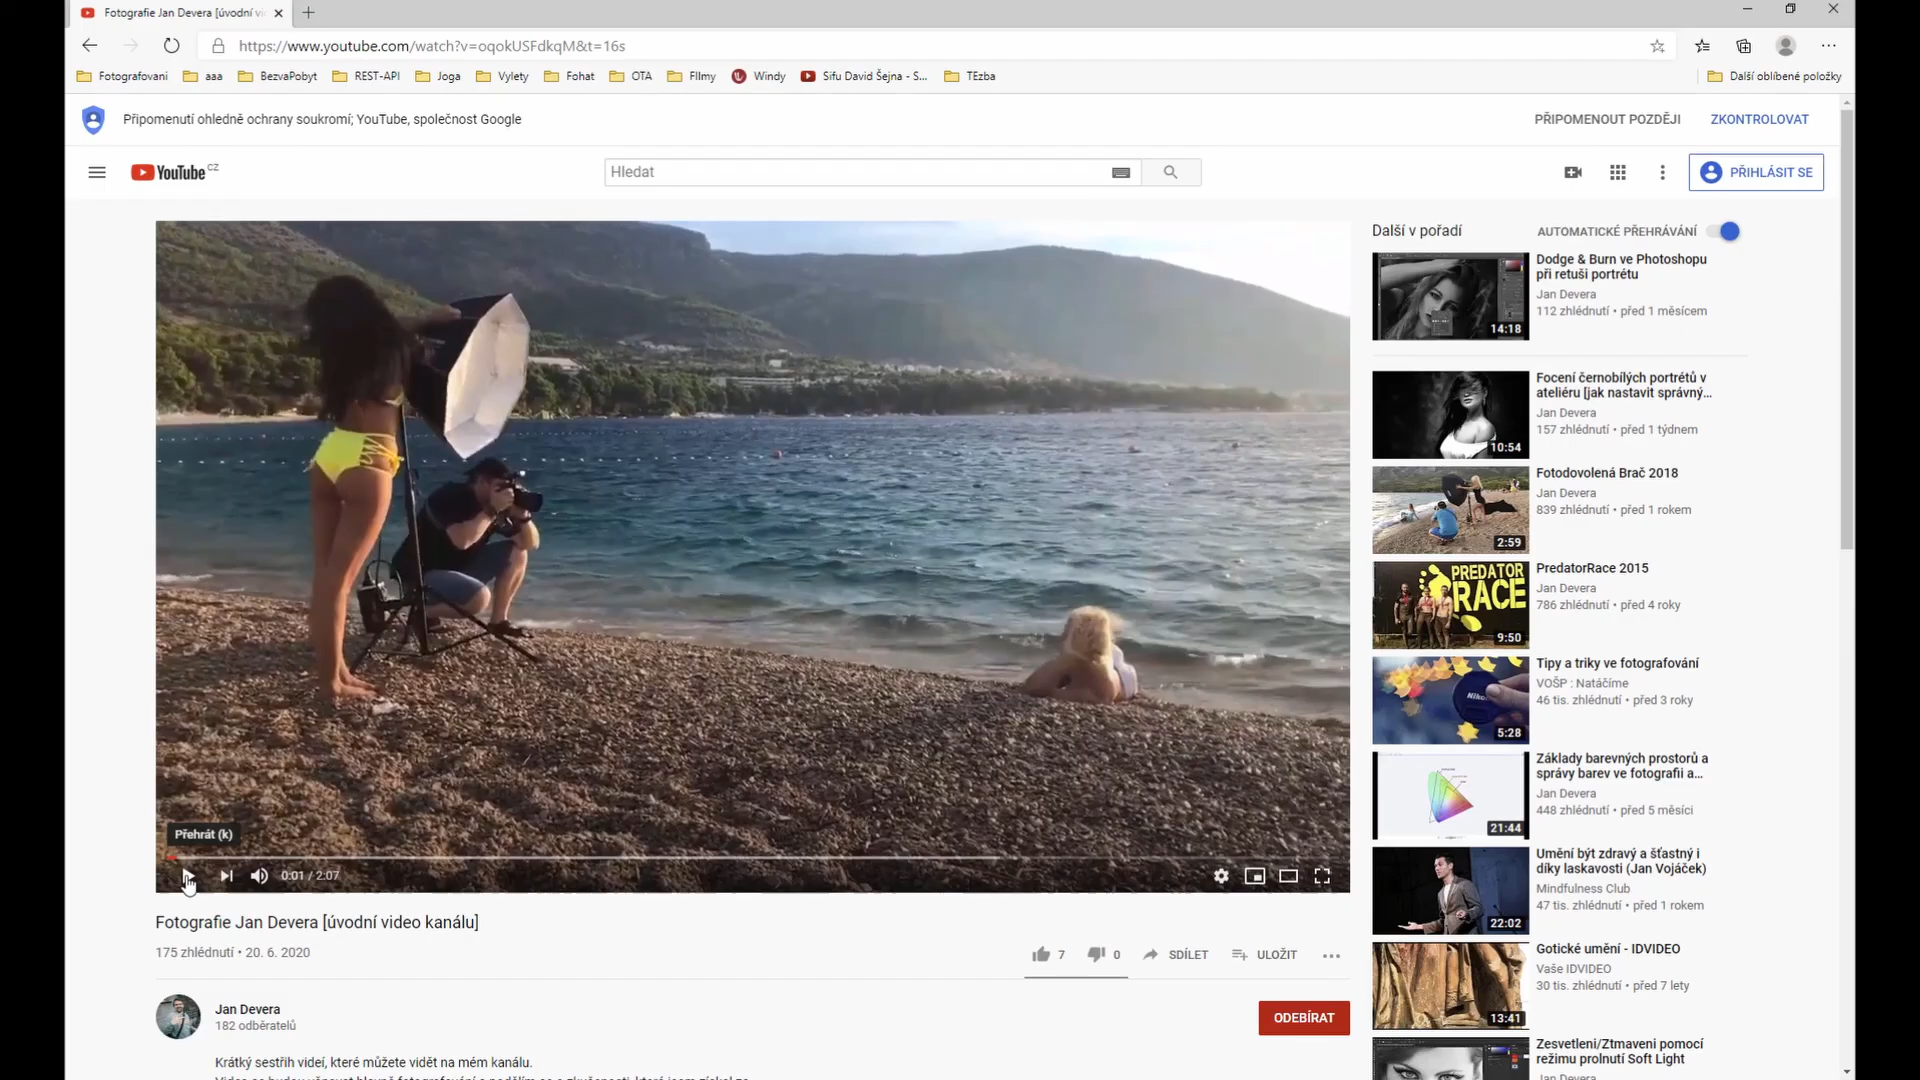 Fotografie Jan Devera [úvodní vi
https://www.youtube.com/watch?v=oqokUSFdkqM&t=16s
Fotografovani
aaa
BezvaPobyt
REST-API
Joga
Vylety
Fohat
OTA
FIlmy
Windy
Sifu David Šejna - S...
TEzba
Další oblíbené položky
Připomenutí ohledně ochrany soukromí; YouTube, společnost Google
PŘIPOMENOUT POZDĚJI
ZKONTROLOVAT
YouTube CZ
Hledat
PŘIHLÁSIT SE
Další v pořadí
AUTOMATICKÉ PŘEHRÁVÁNÍ
14:18
Dodge & Burn ve Photoshopu
při retuši portrétu
Jan Devera
112 zhlédnutí • před 1 měsícem
10:54
Focení černobílých portrétů v
ateliéru [jak nastavit správný...
Jan Devera
157 zhlédnutí • před 1 týdnem
2:59
Fotodovolená Brač 2018
Jan Devera
839 zhlédnutí • před 1 rokem
PREDATOR
RACE
9:50
PredatorRace 2015
Jan Devera
786 zhlédnutí • před 4 roky
Nikon
5:28
Tipy a triky ve fotografování
VOŠP : Natáčíme
46 tis. zhlédnutí • před 3 roky
21:44
Základy barevných prostorů a
správy barev ve fotografii a...
Jan Devera
448 zhlédnutí • před 5 měsíci
22:02
Umění být zdravý a šťastný i
díky laskavosti (Jan Vojáček)
Mindfulness Club
47 tis. zhlédnutí • před 1 rokem
13:41
Gotické umění - IDVIDEO
Vaše IDVIDEO
30 tis. zhlédnutí • před 7 lety
Zesvetleni/Ztmaveni pomocí
režimu prolnutí Soft Light
Jan Devera
Přehrát (k)
0:01 / 2:07
Fotografie Jan Devera [úvodní video kanálu]
175 zhlédnutí • 20. 6. 2020
7
0
SDÍLET
ULOŽIT
Jan Devera
182 odběratelů
ODEBÍRAT
Krátký sestřih videí, které můžete vidět na mém kanálu.